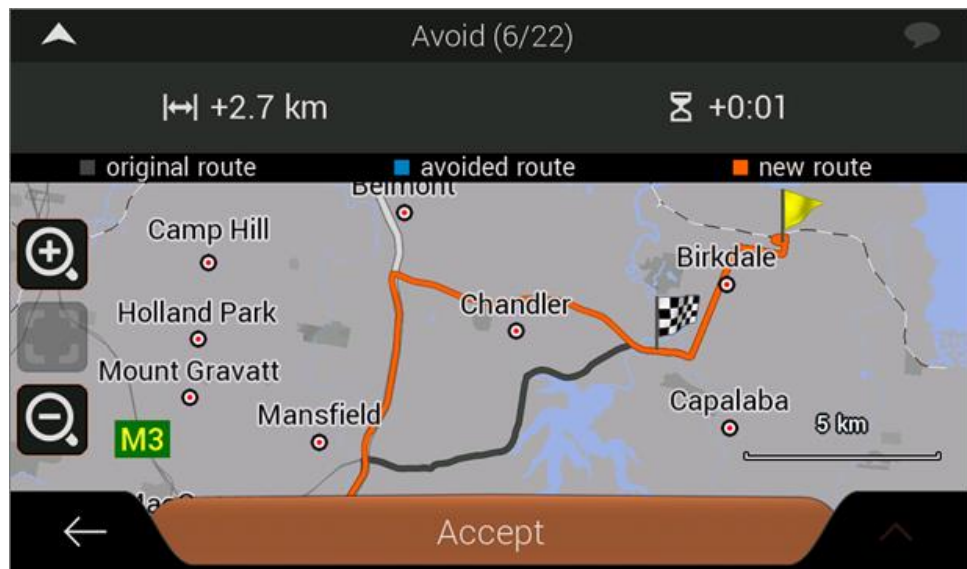 Avoid (6/22)
+2.7 km +0:01
original route avoided route new route
Belmont
Camp Hill
Birkdale
Chandler
Holland Park
Mount Gravatt
Capalaba
Mansfield
5 km
M3
Accept